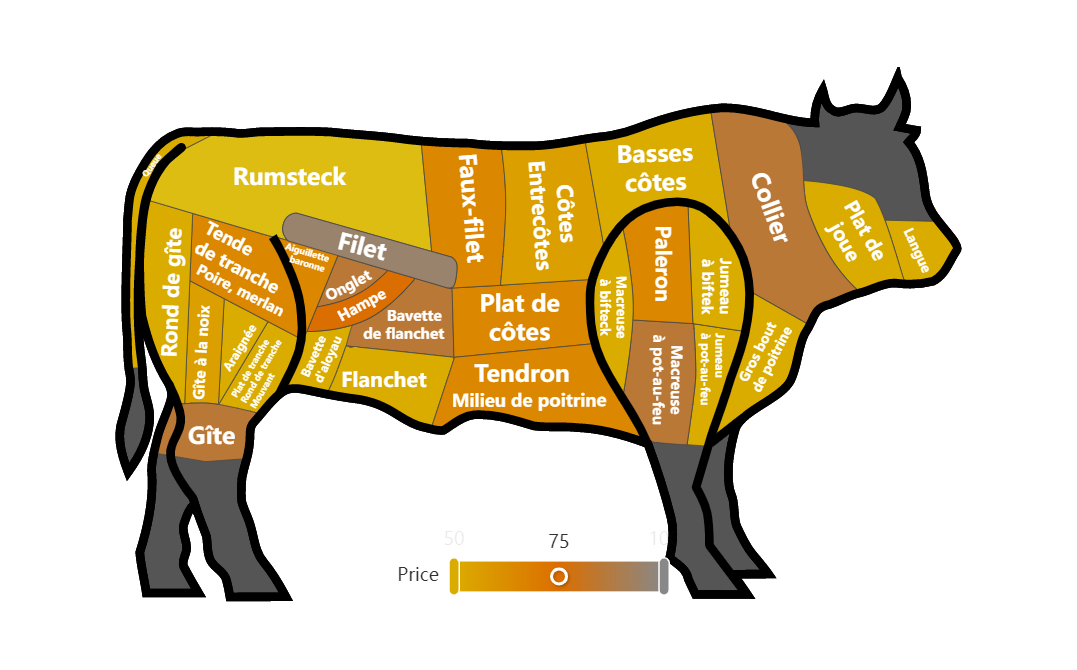 Queue
Rumsteck
Faux-filet
Côtes
Entrecôtes
Basses
côtes
Collier
Plat de
joue
Langue
Rond de gîte
Tende
de tranche
Poire, merlan
Gîte à la noix
Araignée
Plat de tranche
Rond de tranche
Mouvant
Gîte
Aiguillette
baronne
Filet
Onglet
Hampe
Bavette
de flanchet
Bavette
d'aloyau
Flanchet
Plat de
côtes
Tendron
Milieu de poitrine
Macreuse
à bifteck
Paleron
Jumeau
à biftek
Macreuse
à pot-au-feu
Jumeau
à pot-au-feu
Gros bout
de poitrine
50
75
10
Price